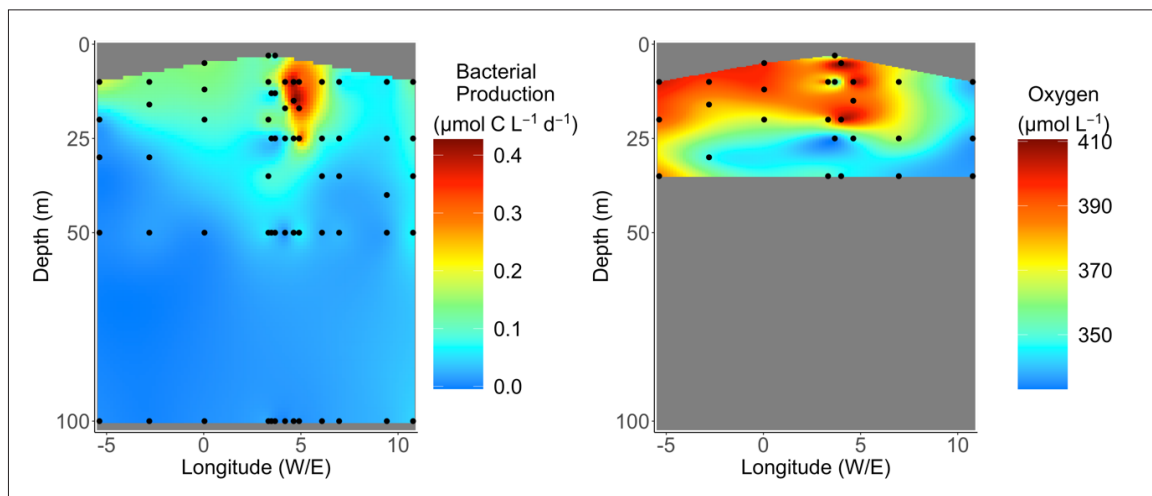 0
25
50
100
Depth (m)
-5
0
5
10
Longitude (W/E)
Bacterial
Production
(μmol C L⁻¹ d⁻¹)
0.4
0.3
0.2
0.1
0.0
0
25
50
100
Depth (m)
-5
0
5
10
Longitude (W/E)
Oxygen
(μmol L⁻¹)
410
390
370
350